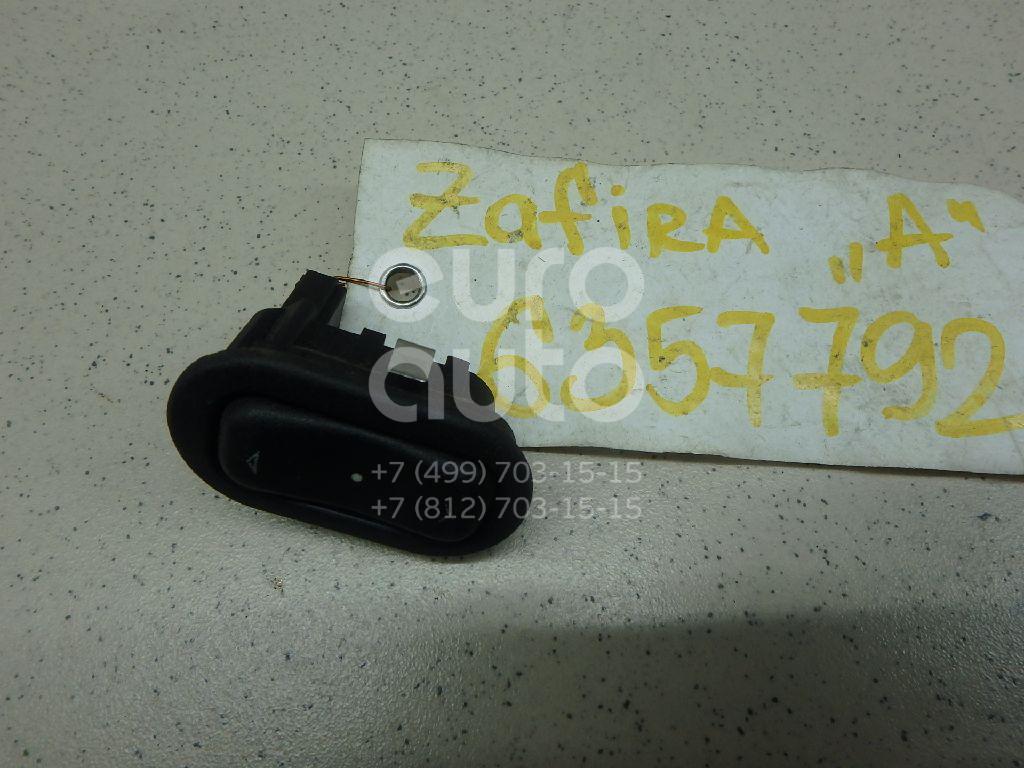 Zafira „A“
6357792
euro
auto
+7 (499) 703-15-15
+7 (812) 703-15-15